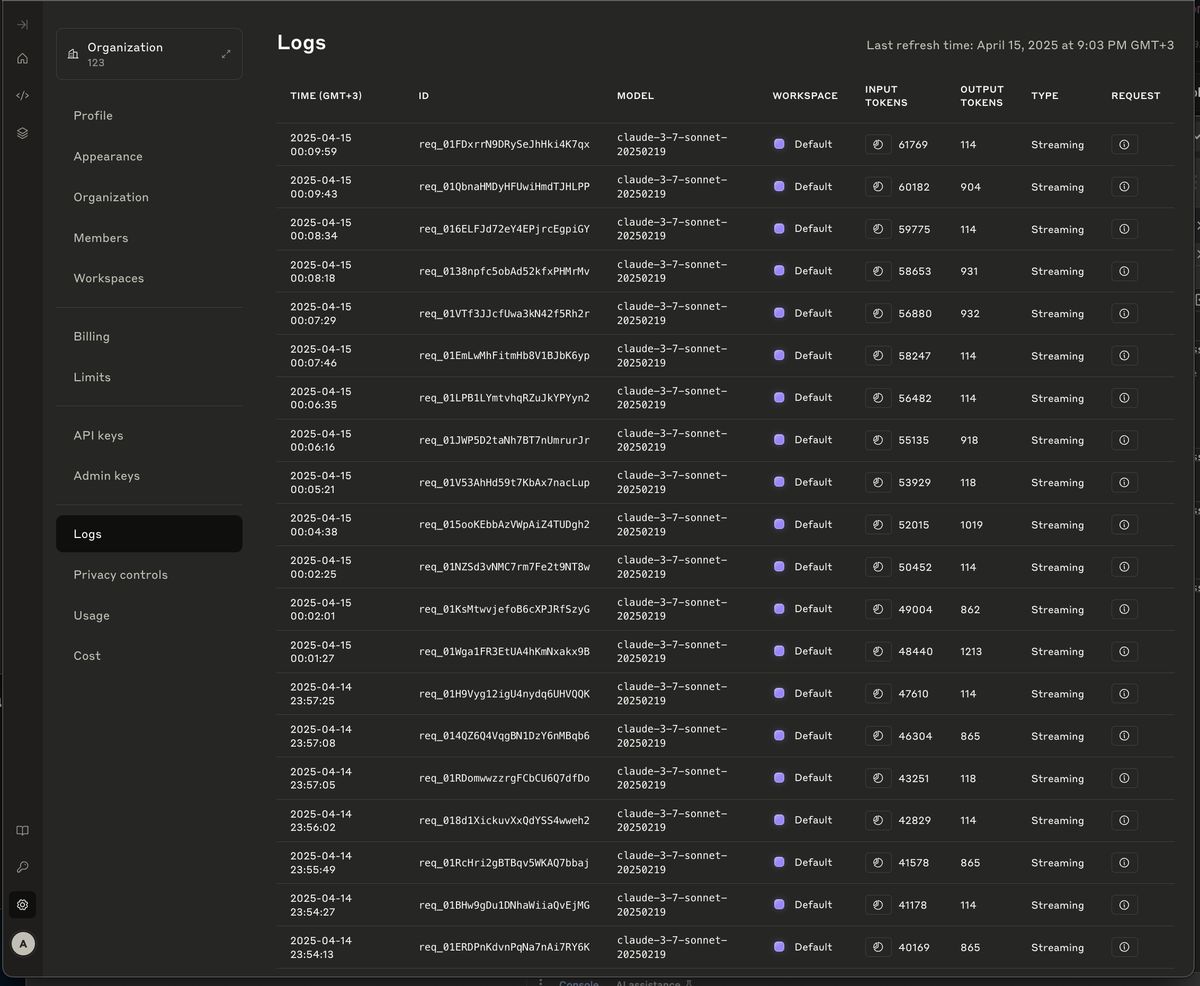 Organization
123
Profile
Appearance
Organization
Members
Workspaces
Billing
Limits
API keys
Admin keys
Logs
Privacy controls
Usage
Cost
A
Logs
Last refresh time: April 15, 2025 at 9:03 PM GMT+3
TIME (GMT+3) ID MODEL WORKSPACE INPUT TOKENS OUTPUT TOKENS TYPE REQUEST
2025-04-15 00:09:59 req_01FDxrrN9DRySeJhHki4K7qx claude-3-7-sonnet-20250219 Default 61769 114 Streaming
2025-04-15 00:09:43 req_01QbnaHMDyHFUwiHmdTJHLPP claude-3-7-sonnet-20250219 Default 60182 904 Streaming
2025-04-15 00:08:34 req_016ELFJd72eY4EPjrcEgpiGY claude-3-7-sonnet-20250219 Default 59775 114 Streaming
2025-04-15 00:08:18 req_0138npfc5obAd52kfxPHMrMv claude-3-7-sonnet-20250219 Default 58653 931 Streaming
2025-04-15 00:07:29 req_01VTf3JJcfUwa3kN42f5Rh2r claude-3-7-sonnet-20250219 Default 56880 932 Streaming
2025-04-15 00:07:46 req_01EmLwMhFitmHb8V1BJbK6yp claude-3-7-sonnet-20250219 Default 58247 114 Streaming
2025-04-15 00:06:35 req_01LPB1LYmtvhqRZuJkYPYyn2 claude-3-7-sonnet-20250219 Default 56482 114 Streaming
2025-04-15 00:06:16 req_01JWP5D2taNh7BT7nUmrurJr claude-3-7-sonnet-20250219 Default 55135 918 Streaming
2025-04-15 00:05:21 req_01V53AhHd59t7KbAx7nacLup claude-3-7-sonnet-20250219 Default 53929 118 Streaming
2025-04-15 00:04:38 req_015ooKEbbAzVWpAiZ4TUDgh2 claude-3-7-sonnet-20250219 Default 52015 1019 Streaming
2025-04-15 00:02:25 req_01NZSd3vNMC7rm7Fe2t9NT8w claude-3-7-sonnet-20250219 Default 50452 114 Streaming
2025-04-15 00:02:01 req_01KsMtwvjefoB6cXPJRfSzyG claude-3-7-sonnet-20250219 Default 49004 862 Streaming
2025-04-15 00:01:27 req_01Wga1FR3EtUA4hKmNxakx9B claude-3-7-sonnet-20250219 Default 48440 1213 Streaming
2025-04-14 23:57:25 req_01H9Vyg12igU4nydq6UHVQQK claude-3-7-sonnet-20250219 Default 47610 114 Streaming
2025-04-14 23:57:08 req_014QZ6Q4VqgBN1DzY6nMBqb6 claude-3-7-sonnet-20250219 Default 46304 865 Streaming
2025-04-14 23:57:05 req_01RDomwwzzrgFCbCU6Q7dfDo claude-3-7-sonnet-20250219 Default 43251 118 Streaming
2025-04-14 23:56:02 req_018d1XickuvXxQdYSS4wweh2 claude-3-7-sonnet-20250219 Default 42829 114 Streaming
2025-04-14 23:55:49 req_01RcHri2gBTBqv5WKAQ7bbaj claude-3-7-sonnet-20250219 Default 41578 865 Streaming
2025-04-14 23:54:27 req_01BHw9gDu1DNhaWiiaQvEjMG claude-3-7-sonnet-20250219 Default 41178 114 Streaming
2025-04-14 23:54:13 req_01ERDPnKdvnPqNa7nAi7RY6K claude-3-7-sonnet-20250219 Default 40169 865 Streaming
Console AI assistance